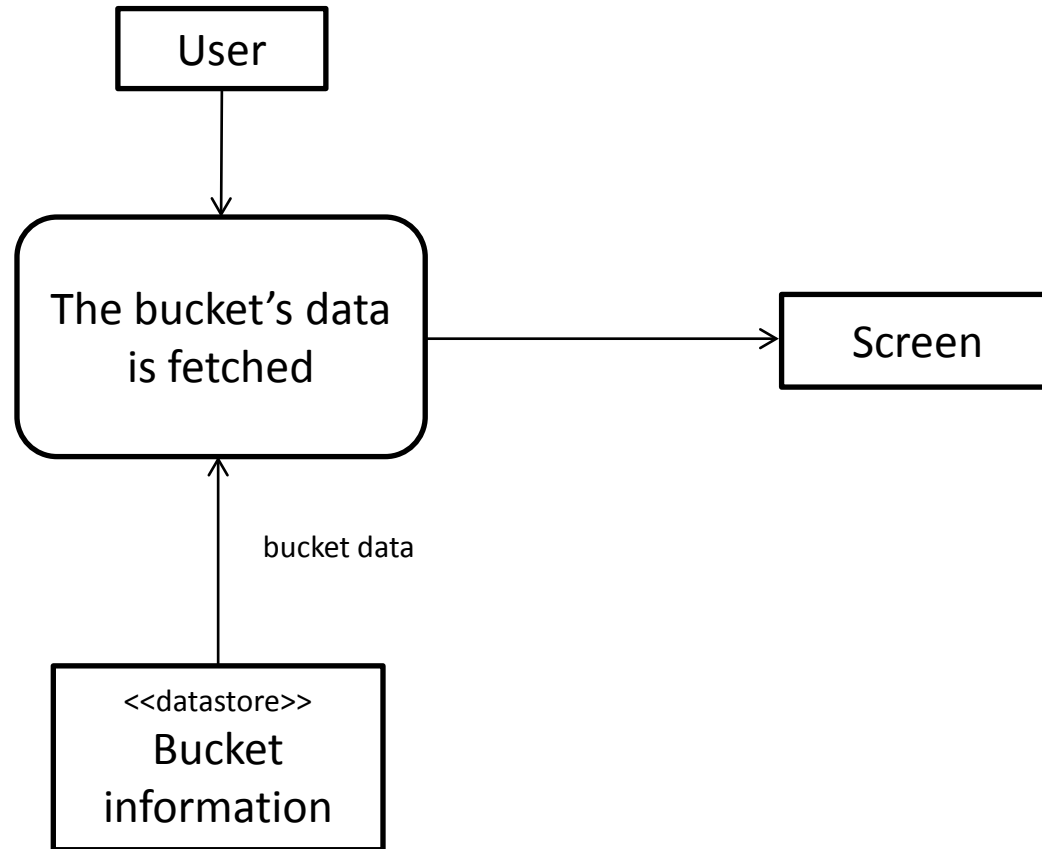 User
The bucket’s data
is fetched
Screen
bucket data
<<datastore>>
Bucket
information